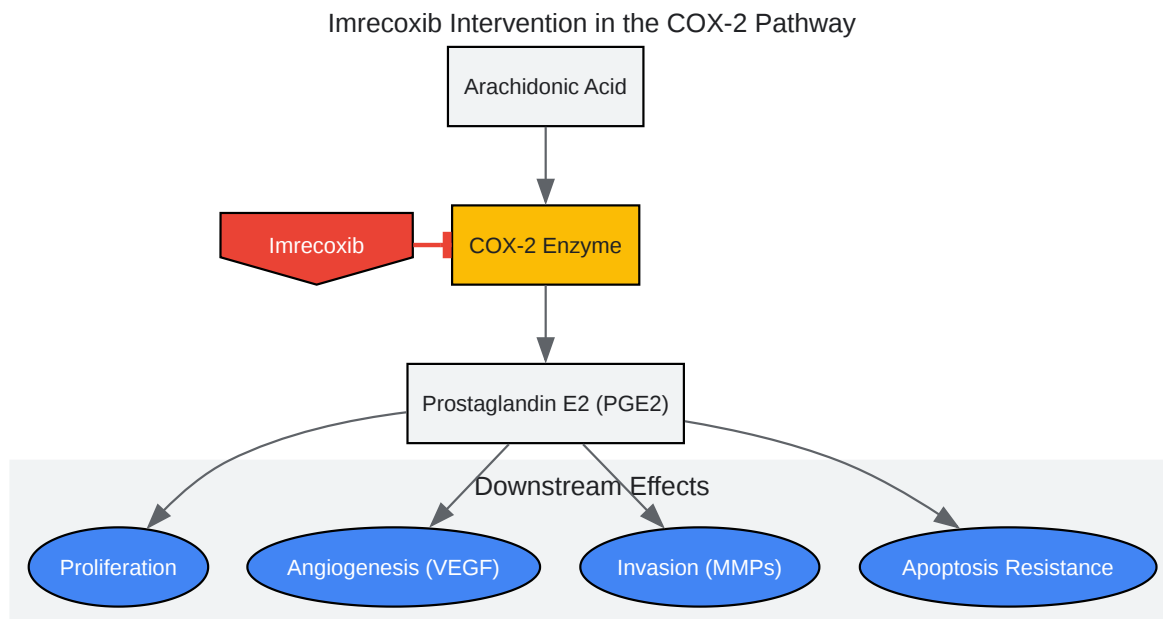 Imrecoxib Intervention in the COX-2 Pathway
Arachidonic Acid
Imrecoxib
COX-2 Enzyme
Prostaglandin E2 (PGE2)
Downstream Effects
Proliferation
Angiogenesis (VEGF)
Invasion (MMPs)
Apoptosis Resistance